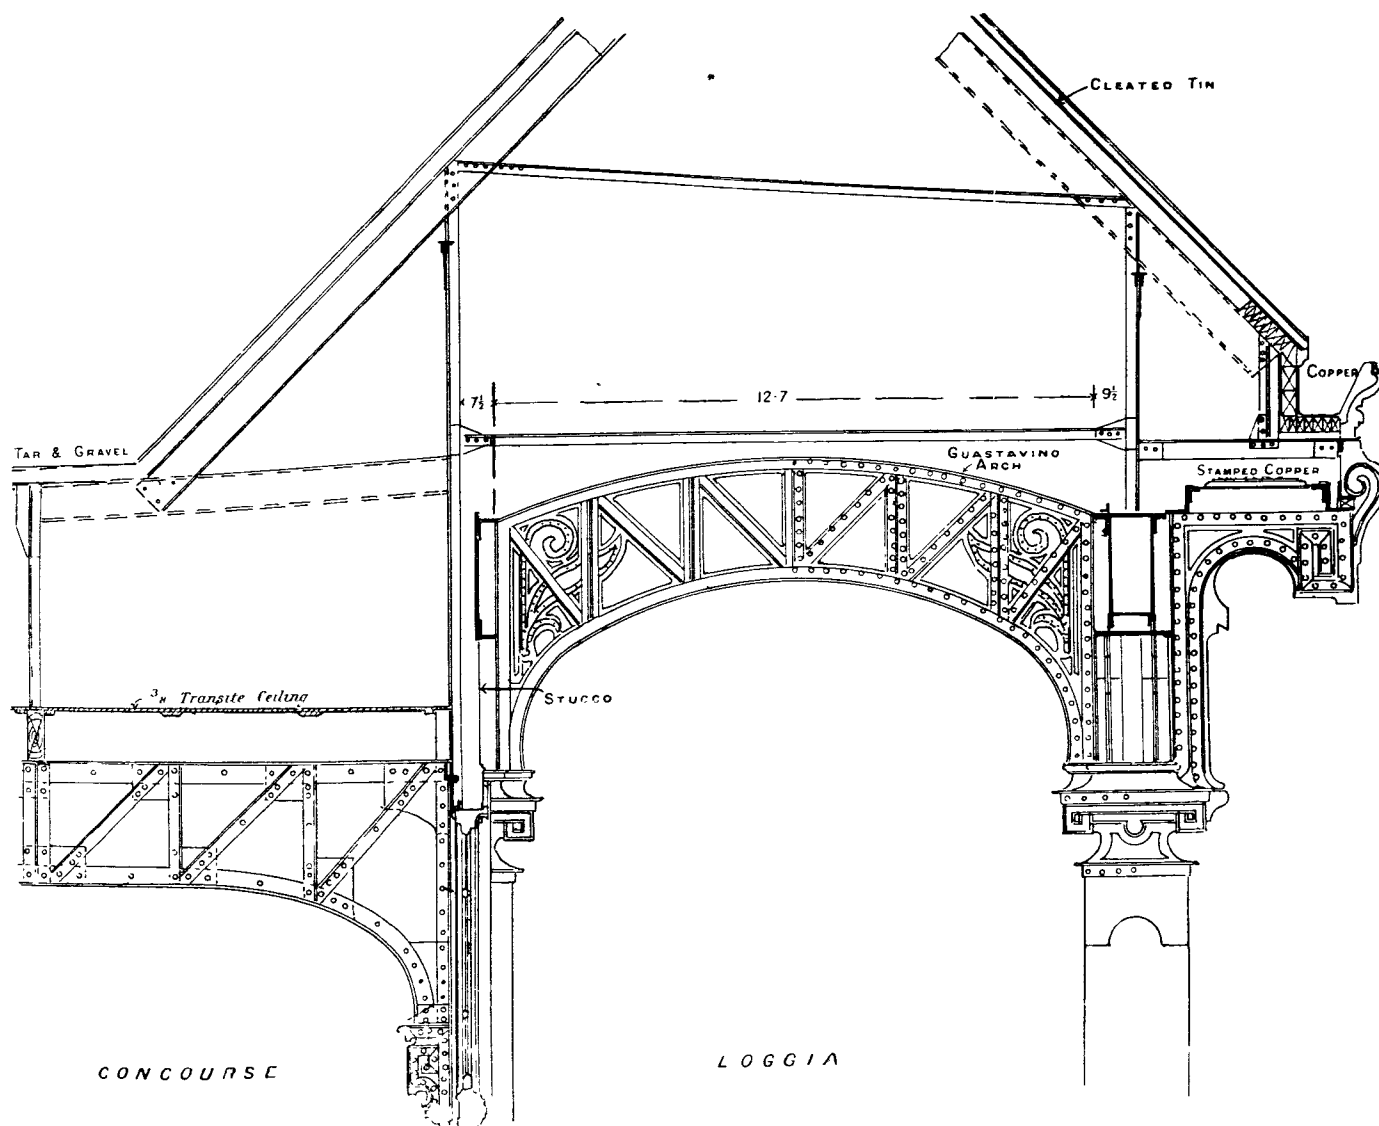 CLEATED TIN
COPPER
7½
12-7
9½
TAR & GRAVEL
GUASTAVINO
ARCH
STAMPED COPPER
⅜ Transite Ceiling
STUCCO
CONCOURSE
LOGGIA